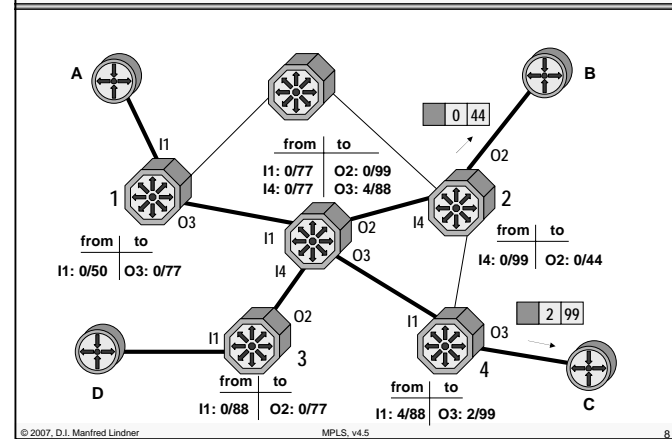 A
B
0 44
from to
I1: 0/77 O2: 0/99
I4: 0/77 O3: 4/88
I1
O2
1
2
O3
O2
I4
I1
O3
from to
I1: 0/50 O3: 0/77
from to
I4: 0/99 O2: 0/44
I4
2 99
O2
I1
O3
I1
3
4
D
C
from to
I1: 0/88 O2: 0/77
from to
I1: 4/88 O3: 2/99
© 2007, D.I. Manfred Lindner
MPLS, v4.5
8